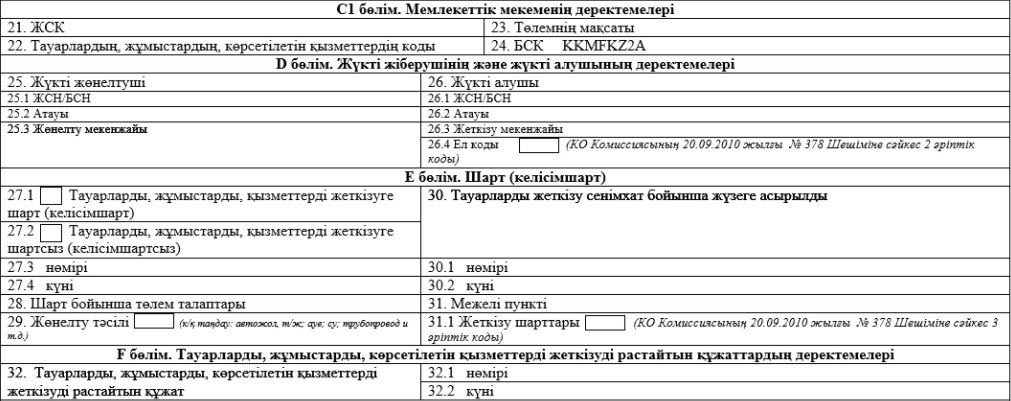 С1 бөлім. Мемлекеттік мекеменің деректемелері
21. ЖСК
23. Төлемнің мақсаты
22. Тауарлардың, жұмыстардың, көрсетілетін қызметтердің коды
24. БСК KKMFKZ2A
D бөлім. Жүкті жіберушінің және жүкті алушының деректемелері
25. Жүкті жөнелтуші
26. Жүкті алушы
25.1 ЖСН/БСН
26.1 ЖСН/БСН
25.2 Атауы
26.2 Атауы
25.3 Жөнелту мекенжайы
26.3 Жеткізу мекенжайы
26.4 Ел коды (КО Комиссиясының 20.09.2010 жылғы № 378 Шешіміне сәйкес 2 әріптік
коды)
Е бөлім. Шарт (келісімшарт)
27.1 Тауарларды, жұмыстарды, қызметтерді жеткізуге
шарт (келісімшарт)
30. Тауарларды жеткізу сенімхат бойынша жүзеге асырылды
27.2 Тауарларды, жұмыстарды, қызметтерді жеткізуге
шартсыз (келісімшартсыз)
27.3 нөмірі
30.1 нөмірі
27.4 күні
30.2 күні
28. Шарт бойынша төлем талаптары
31. Межелі пункті
29. Жөнелту тәсілі (к/қ таңдау: автожол, т/ж; ауе; су; трубопровод и
т.д.)
31.1 Жеткізу шарттары (КО Комиссиясының 20.09.2010 жылғы № 378 Шешіміне сәйкес 3
әріптік коды)
F бөлім. Тауарларды, жұмыстарды, көрсетілетін қызметтерді жеткізуді растайтын құжаттардың деректемелері
32. Тауарларды, жұмыстарды, көрсетілетін қызметтерді
жеткізуді растайтын құжат
32.1 нөмірі
32.2 күні